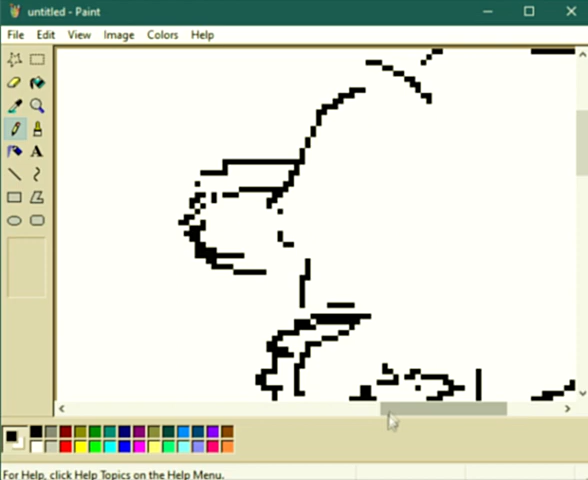 untitled - Paint
File Edit View Image Colors Help
A
For Help, click Help Topics on the Help Menu.